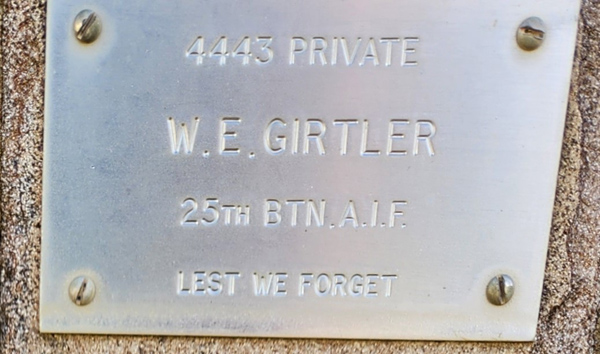 4443 PRIVATE
W.E.GIRTLER
25TH BTN.A.I.F.
LEST WE FORGET